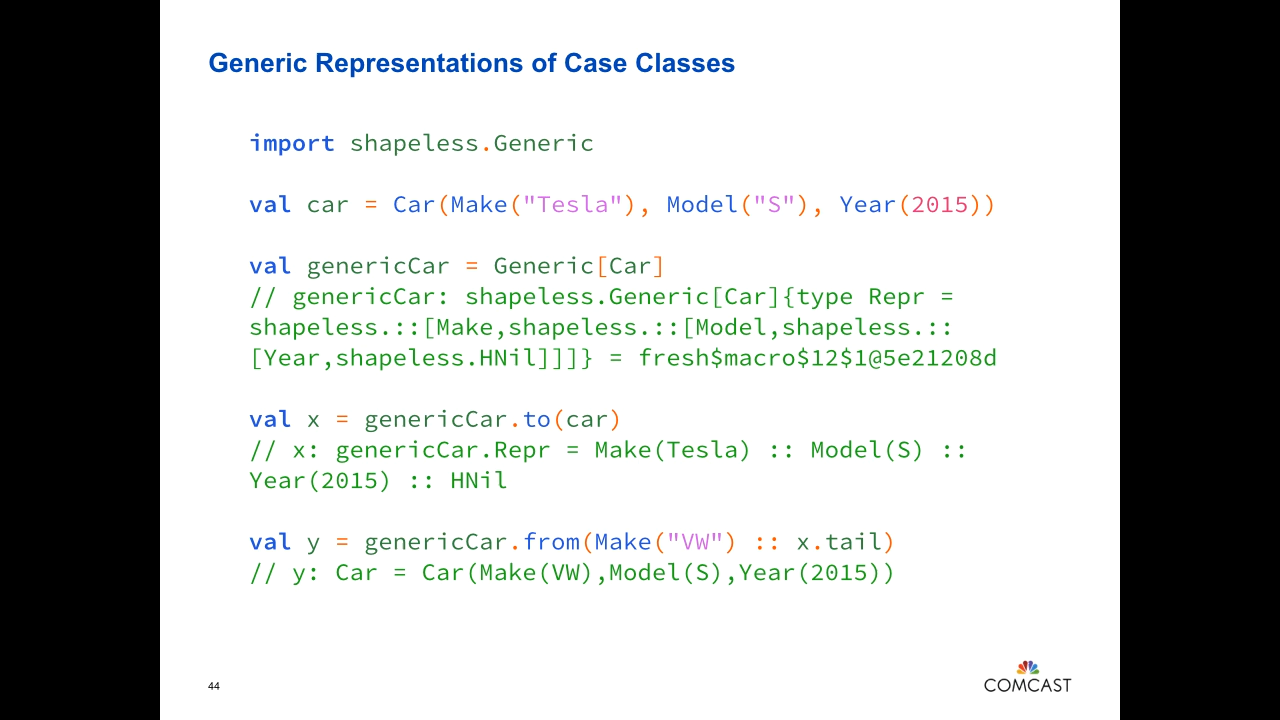 Generic Representations of Case Classes
import shapeless.Generic
val car = Car(Make("Tesla"), Model("S"), Year(2015))
val genericCar = Generic[Car]
// genericCar: shapeless.Generic[Car]{type Repr =
shapeless.::[Make,shapeless.::[Model,shapeless.::
[Year,shapeless.HNil]]]} = fresh$macro$12$1@5e21208d
val x = genericCar.to(car)
// x: genericCar.Repr = Make(Tesla) :: Model(S) ::
Year(2015) :: HNil
val y = genericCar.from(Make("VW") :: x.tail)
// y: Car = Car(Make(VW),Model(S),Year(2015))
44
COMCAST